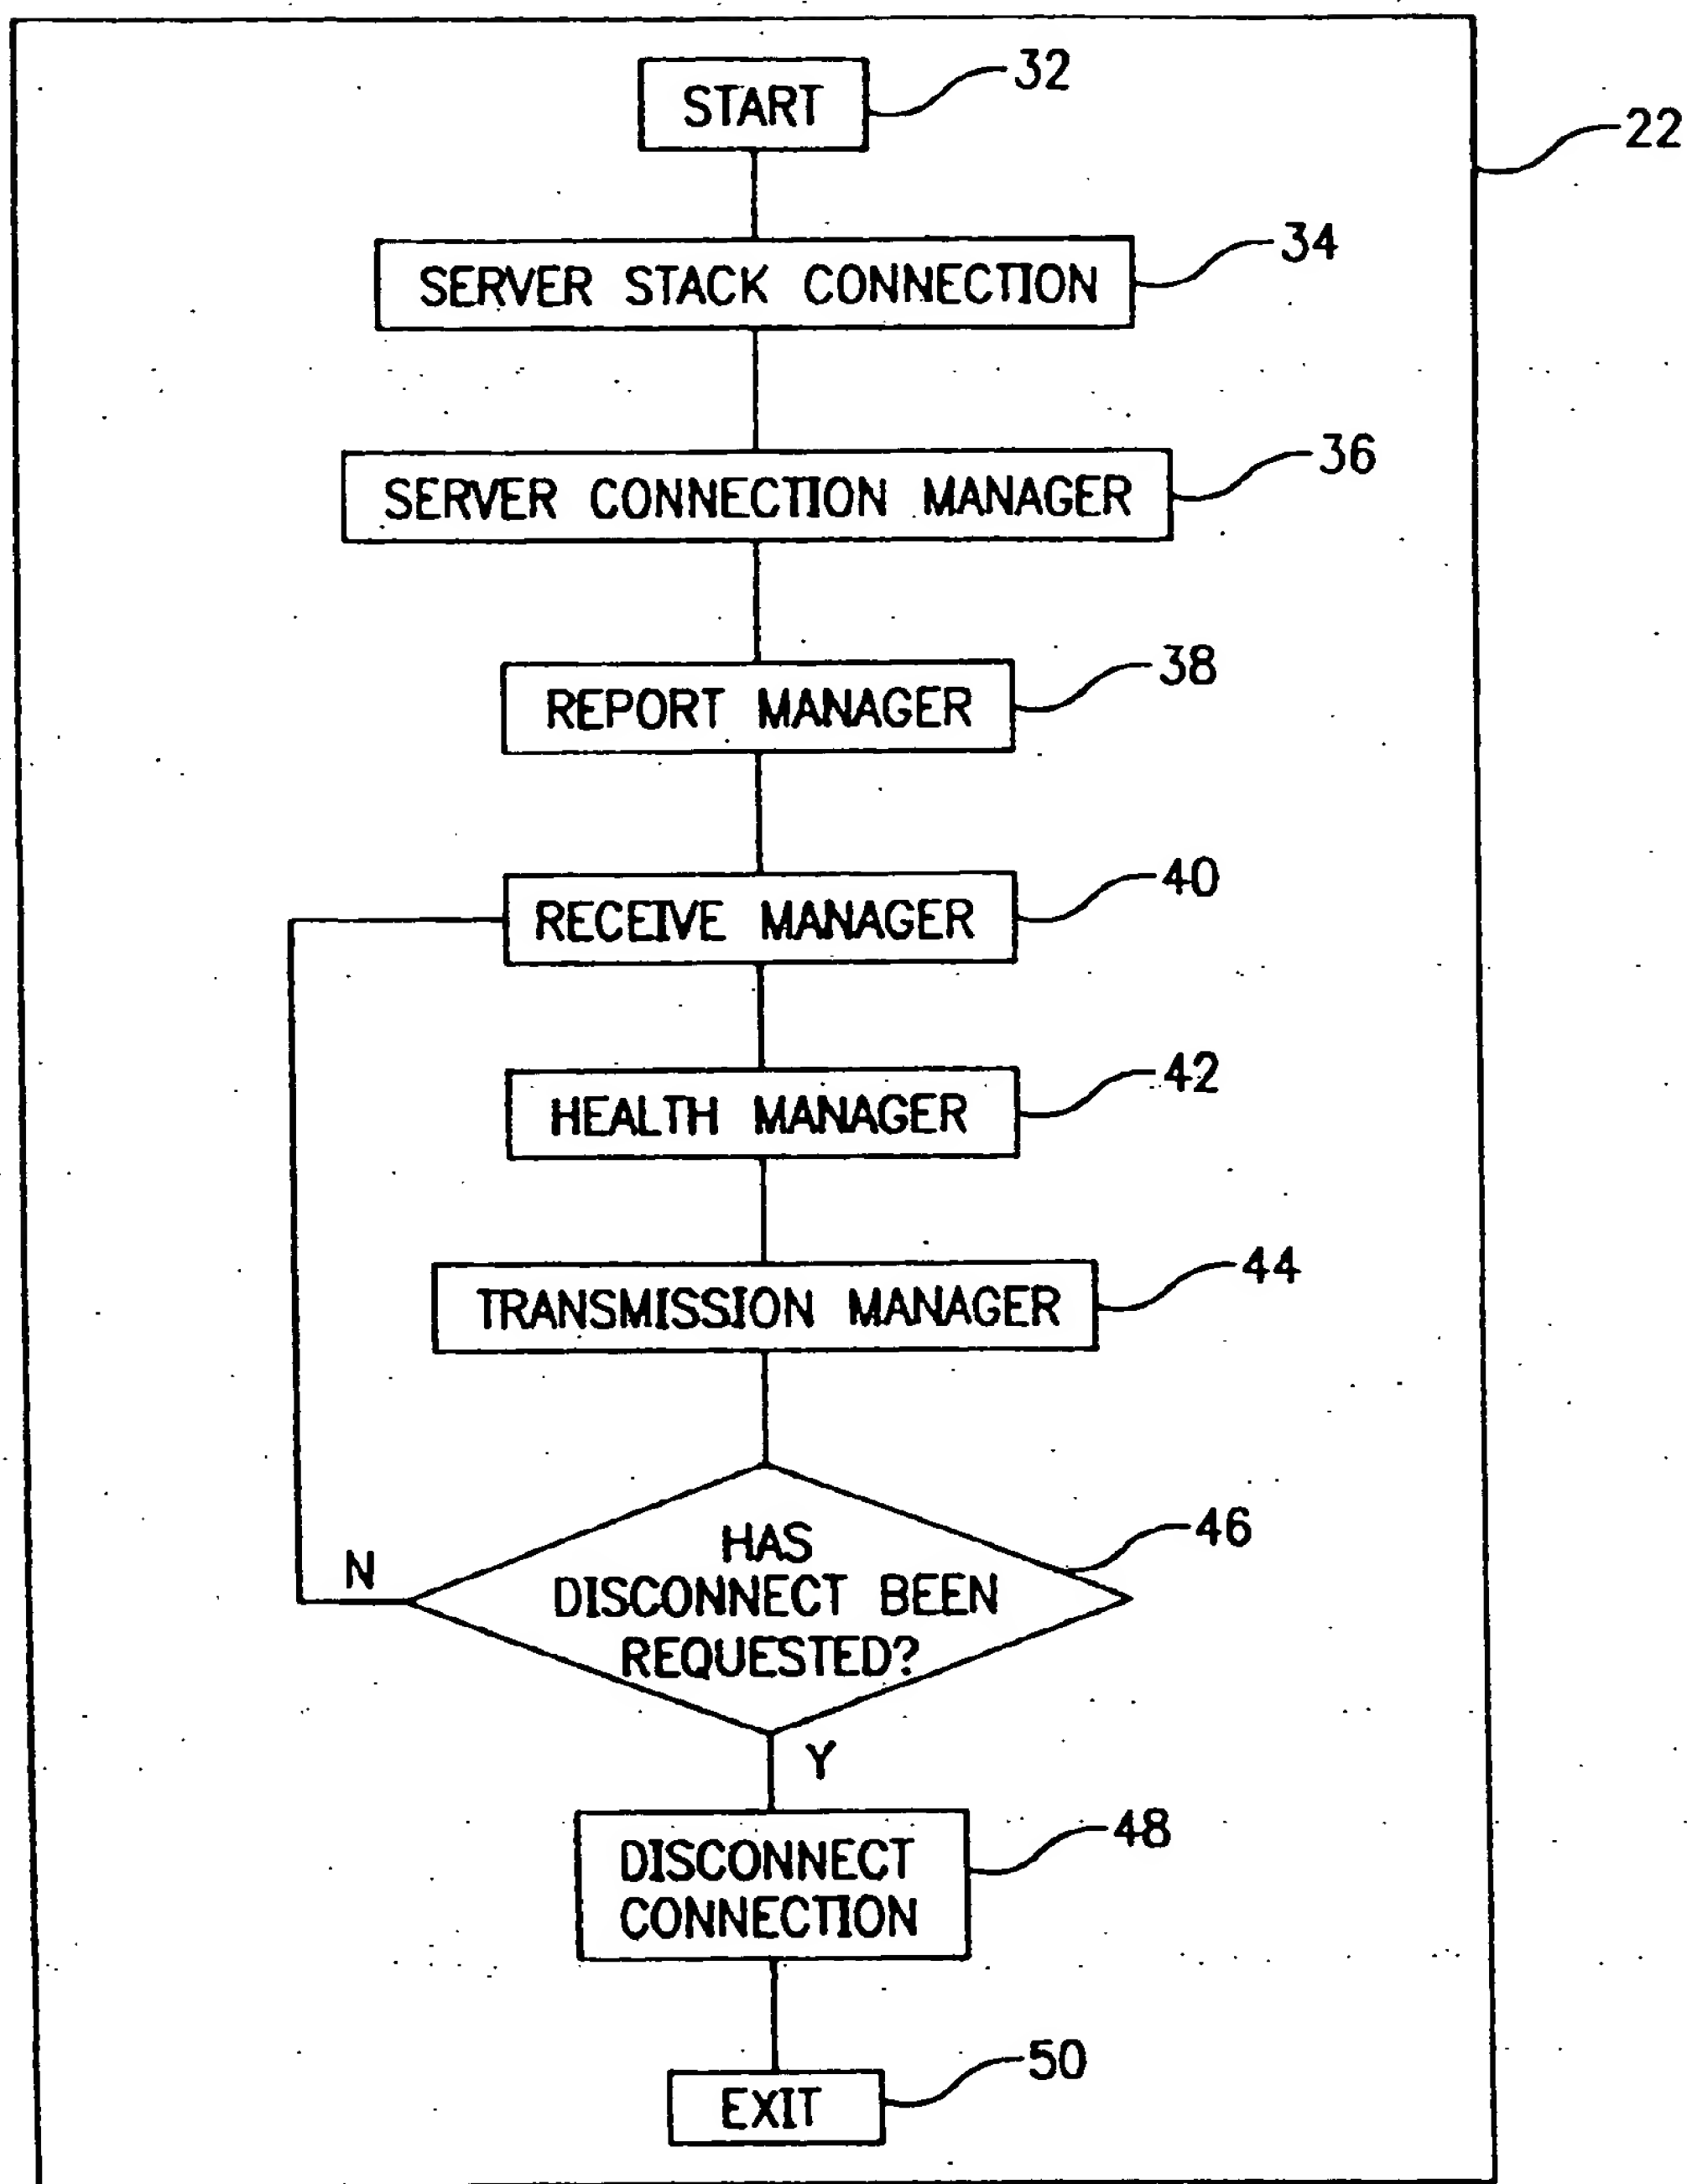 START
32
22
SERVER STACK CONNECTION
34
SERVER CONNECTION MANAGER
36
REPORT MANAGER
38
RECEIVE MANAGER
40
HEALTH MANAGER
42
TRANSMISSION MANAGER
44
HAS
DISCONNECT BEEN
REQUESTED?
46
N
Y
DISCONNECT
CONNECTION
48
EXIT
50